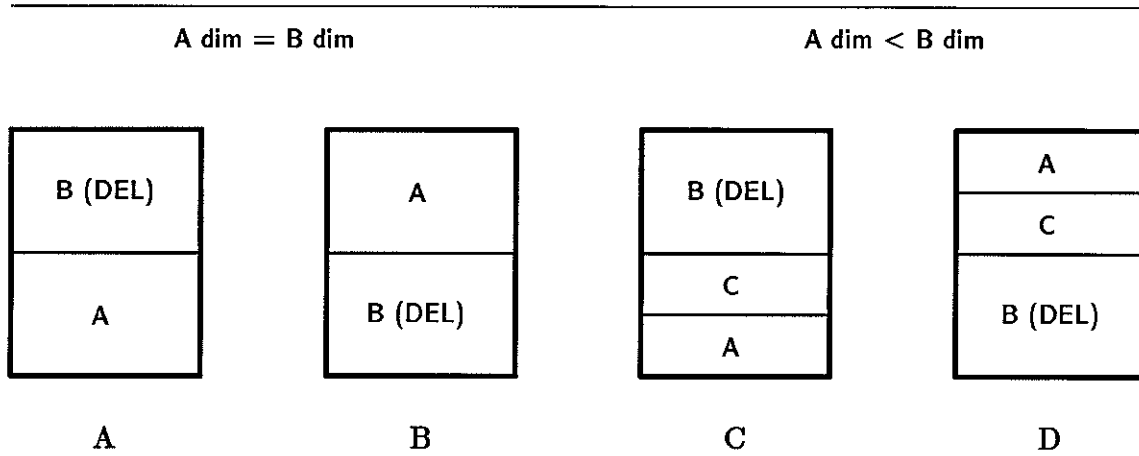 A dim = B dim A dim < B dim
B (DEL) A B (DEL) A
C
A B (DEL) C B (DEL)
A
A B C D